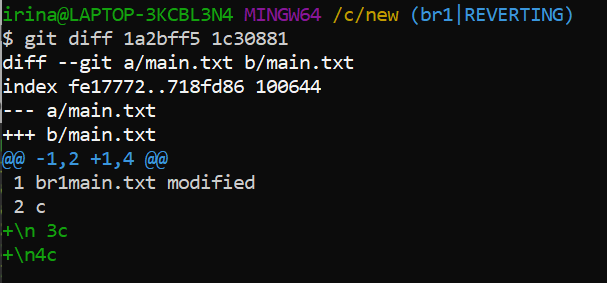 irina@LAPTOP-3KCBL3N4 MINGW64 /c/new (br1|REVERTING)
$ git diff 1a2bff5 1c30881
diff --git a/main.txt b/main.txt
index fe17772..718fd86 100644
--- a/main.txt
+++ b/main.txt
@@ -1,2 +1,4 @@
 1 br1main.txt modified
 2 c
+\n 3c
+\n4c